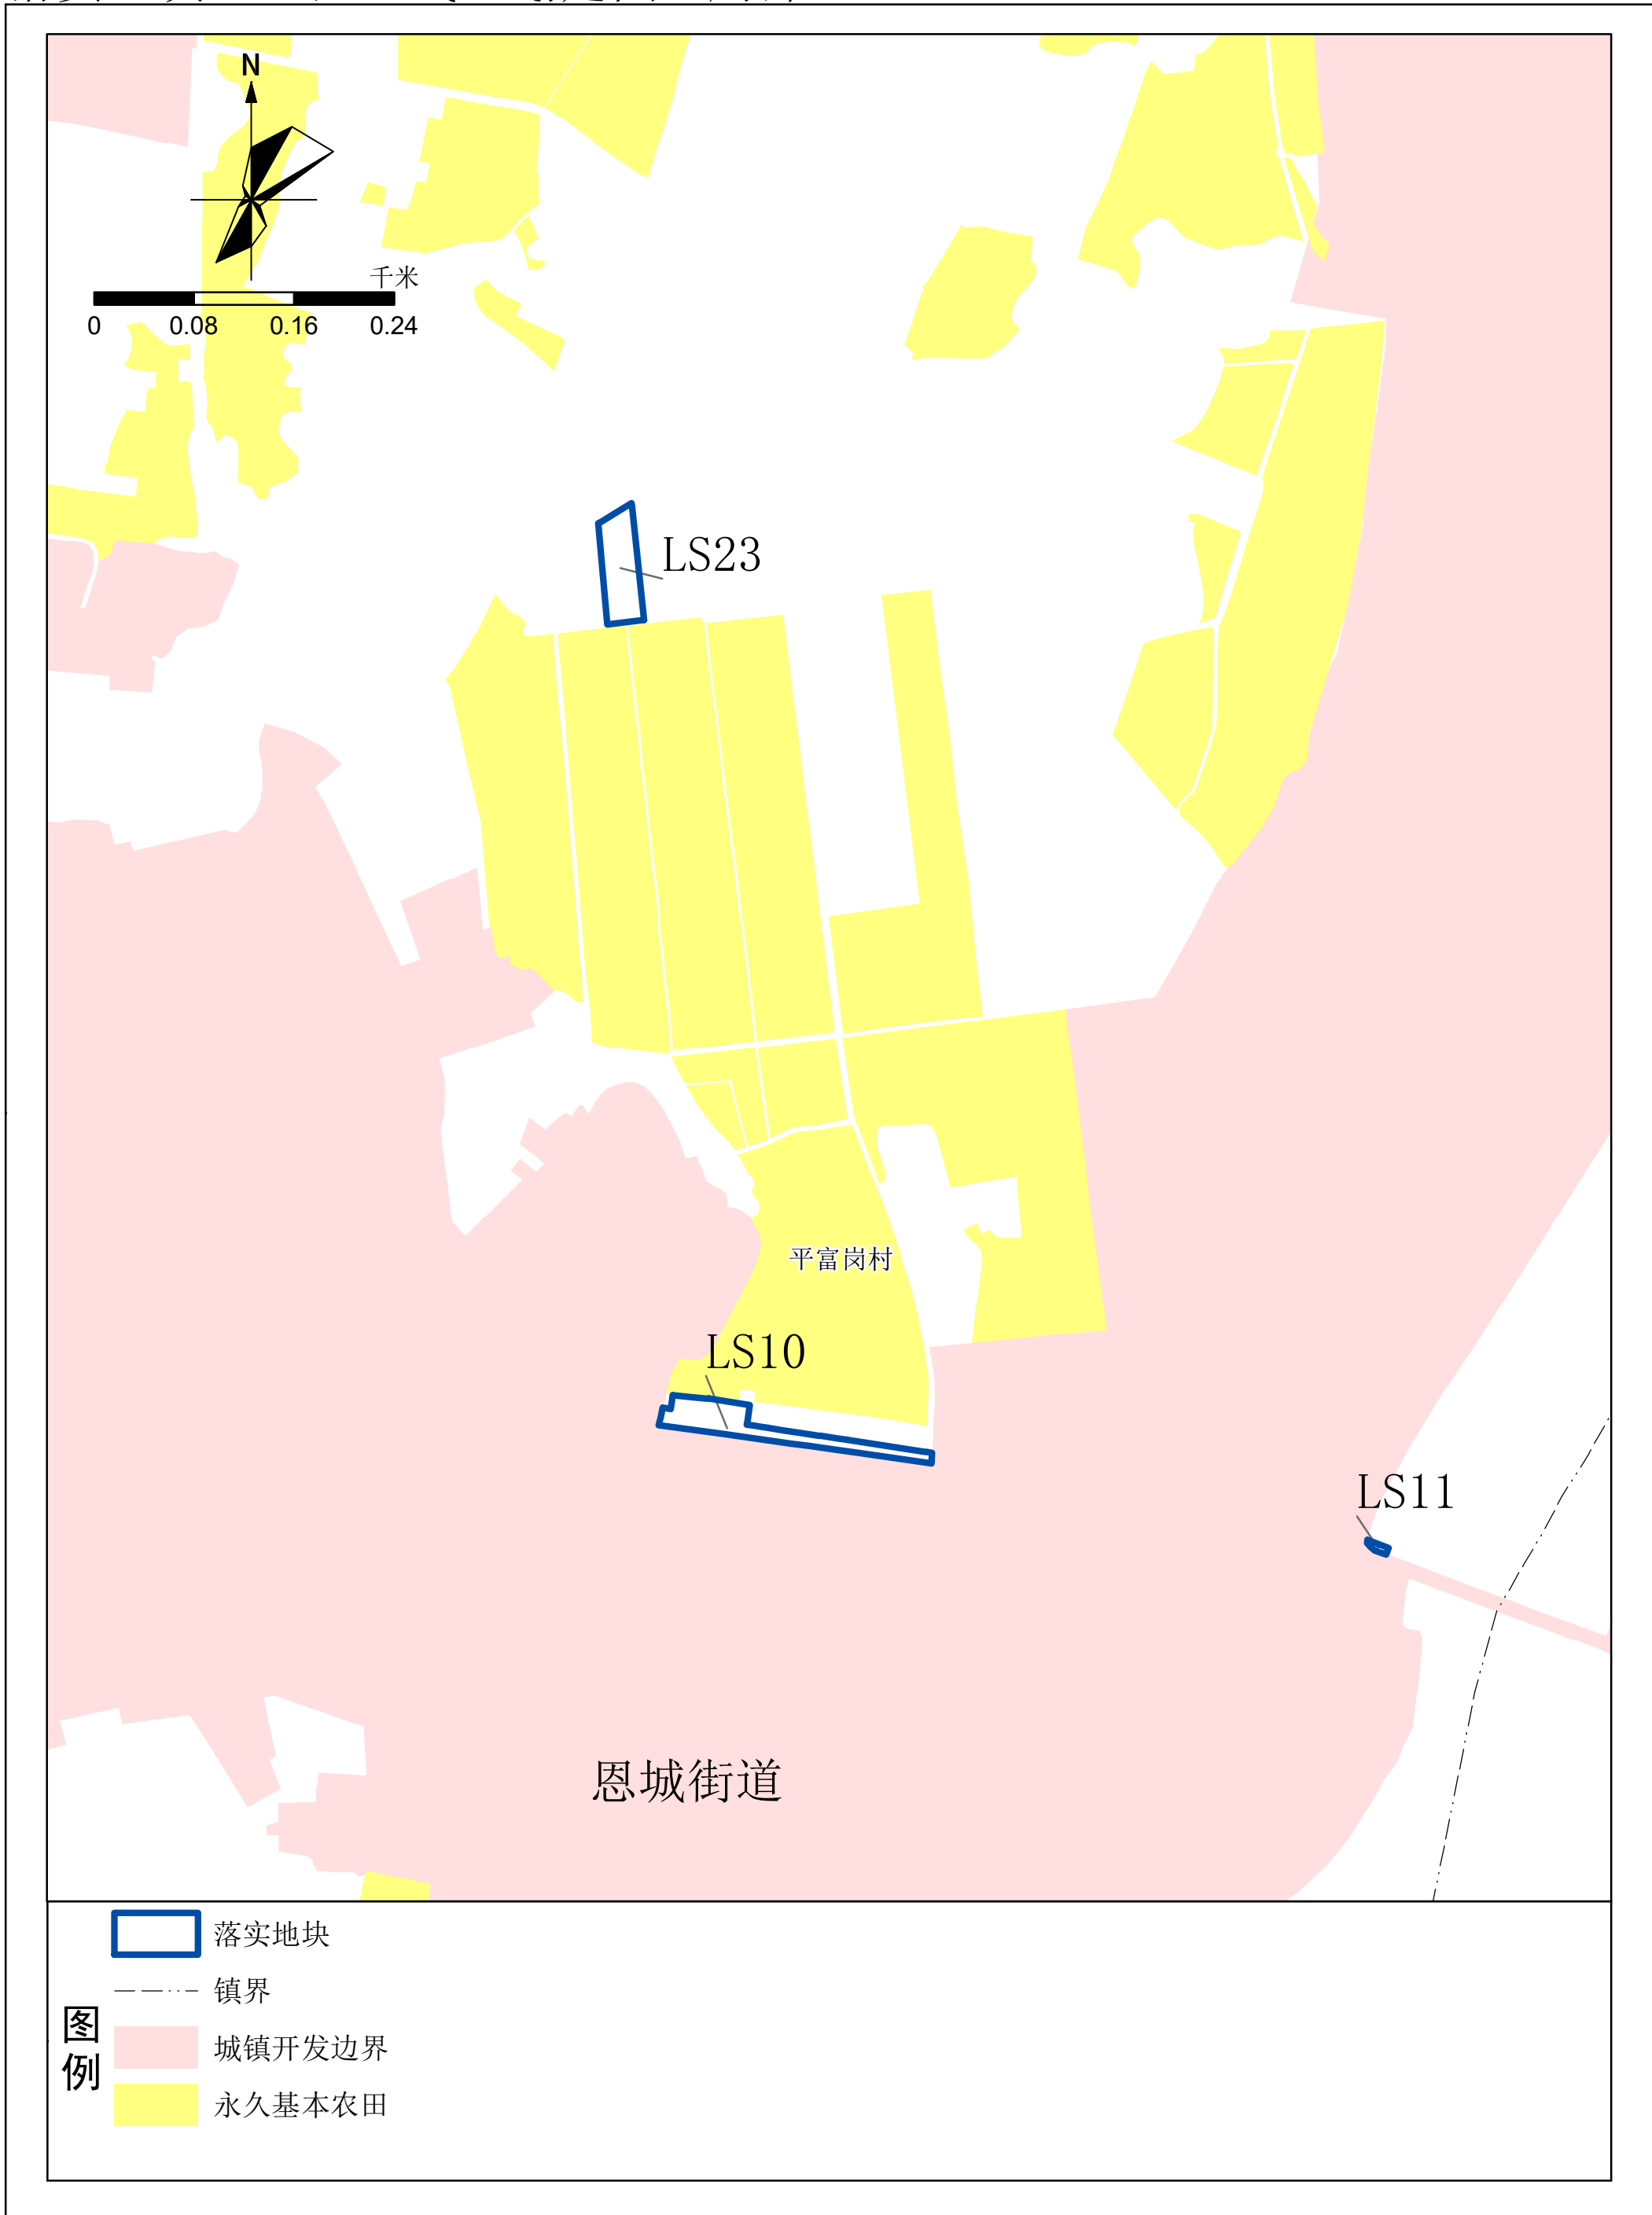 N
千米
0 0.08 0.16 0.24
LS23
平富岗村
LS10
LS11
恩城街道
图例
落实地块
镇界
城镇开发边界
永久基本农田